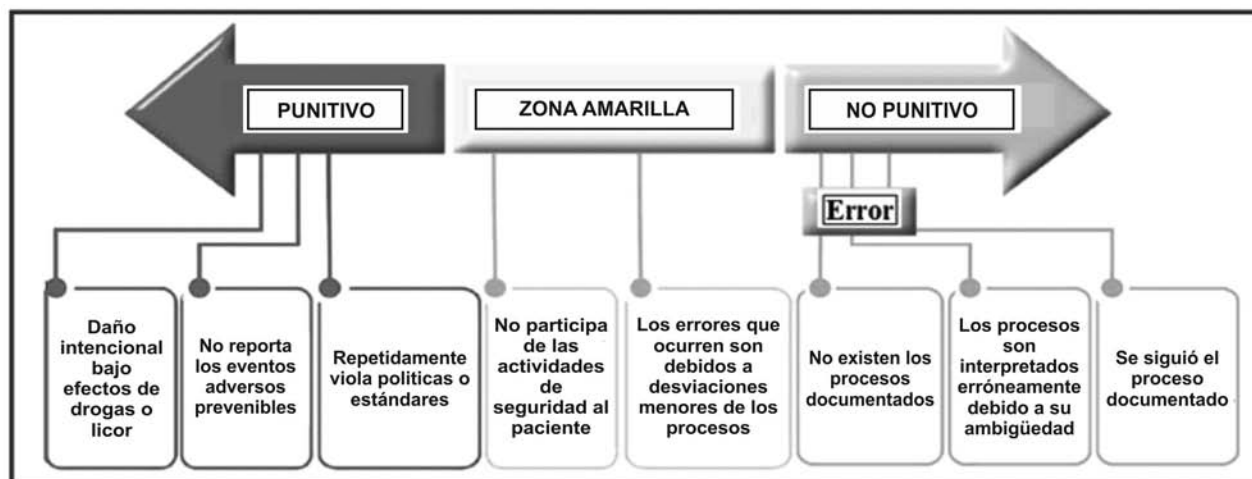 PUNITIVO
ZONA AMARILLA
NO PUNITIVO
Error
Daño
intencional
bajo
efectos de
drogas o
licor
No reporta
los eventos
adversos
prevenibles
Repetidamente
viola politicas o
estándares
No participa
de las
actividades
de
seguridad al
paciente
Los errores que
ocurren son
debidos a
desviaciones
menores de los
procesos
No existen los
procesos
documentados
Los procesos
son
interpretados
erróneamente
debido a su
ambigüedad
Se siguió el
proceso
documentado